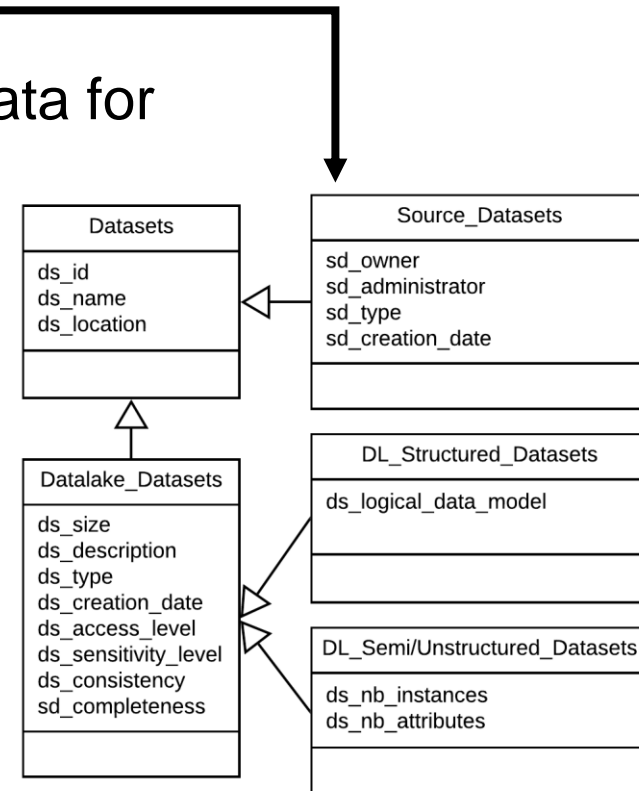 ata for
Datasets
ds_id
ds_name
ds_location
Source_Datasets
sd_owner
sd_administrator
sd_type
sd_creation_date
Datalake_Datasets
ds_size
ds_description
ds_type
ds_creation_date
ds_access_level
ds_sensitivity_level
ds_consistency
sd_completeness
DL_Structured_Datasets
ds_logical_data_model
DL_Semi/Unstructured_Datasets
ds_nb_instances
ds_nb_attributes